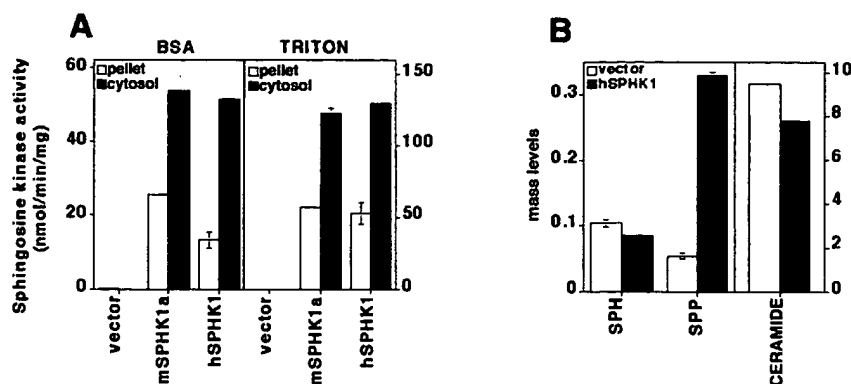 A
BSA
TRITON
Sphingosine kinase activity
(nmol/min/mg)
60
40
20
0
pellet
cytosol
pellet
cytosol
150
100
50
0
vector
mSPHK1a
hSPHK1
vector
mSPHK1a
hSPHK1
B
mass levels
0.3
0.2
0.1
0
vector
hSPHK1
10
8
6
4
2
0
SPH
SPP
CERAMIDE